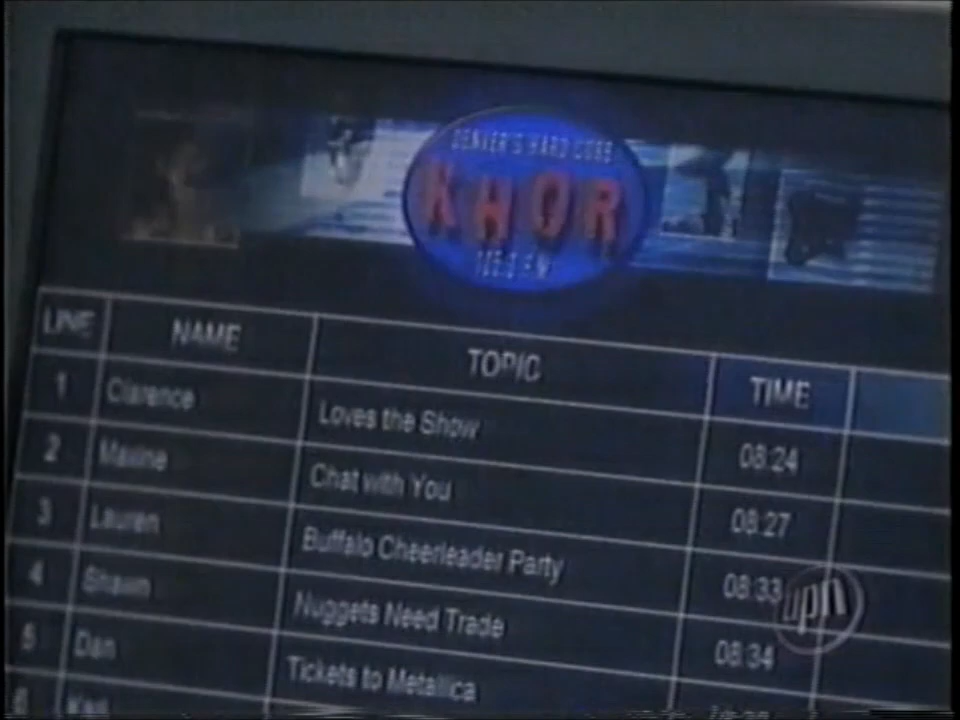 DENVER'S HARD CORE
KHOR
FM
LINE NAME TOPIC TIME
1 Clarence Loves the Show 08:24
2 Maxine Chat with You 08:27
3 Lauren Buffalo Cheerleader Party 08:33
4 Shawn Nuggets Need Trade 08:34
5 Dan Tickets to Metallica
6
upn